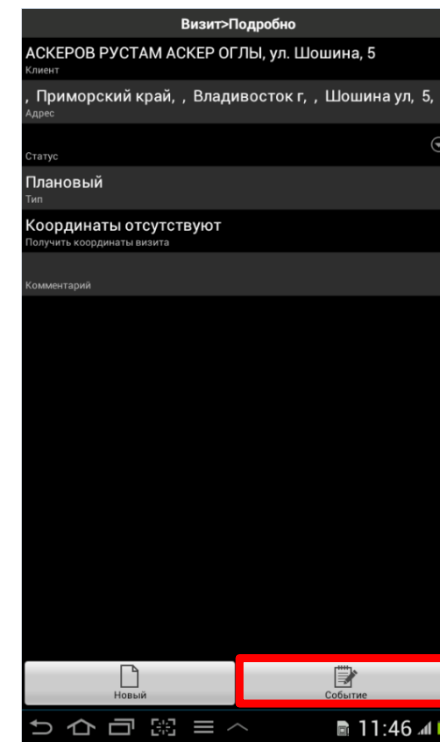 Визит>Подробно
АСКЕРОВ РУСТАМ АСКЕР ОГЛЫ, ул. Шошина, 5
Клиент
, Приморский край, , Владивосток г, , Шошина ул, 5,
Адрес
Статус
Плановый
Тип
Координаты отсутствуют
Получить координаты визита
Комментарий
Новый
Событие
11:46